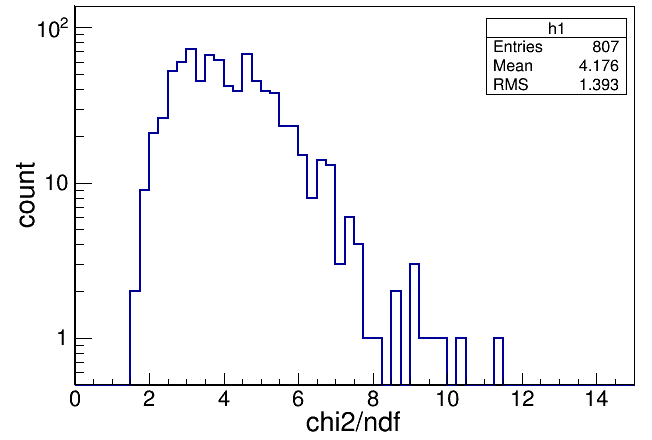 h1
Entries 807
Mean 4.176
RMS 1.393
10²
10
1
count
0 2 4 6 8 10 12 14
chi2/ndf